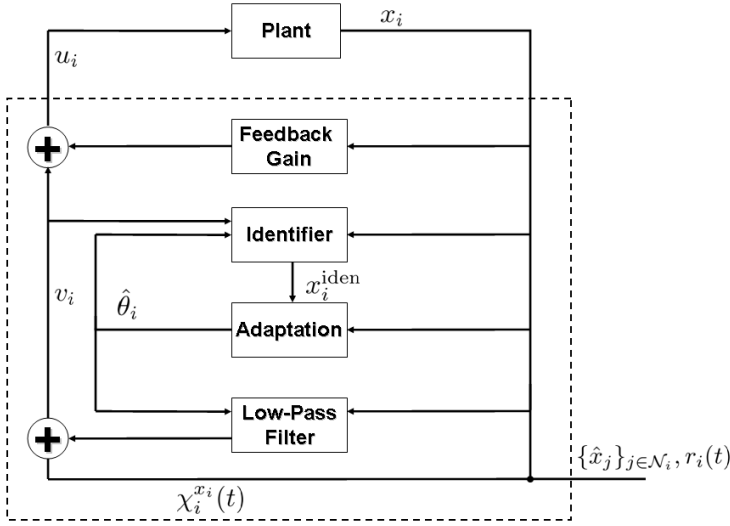 Plant
$x_i$
$u_i$
+
Feedback
Gain
Identifier
$x_i^{\text{iden}}$
$v_i$
$\hat{\theta}_i$
Adaptation
Low-Pass
Filter
+
$\{\hat{x}_j\}_{j \in \mathcal{N}_i}, r_i(t)$
$\chi_i^{x_i}(t)$